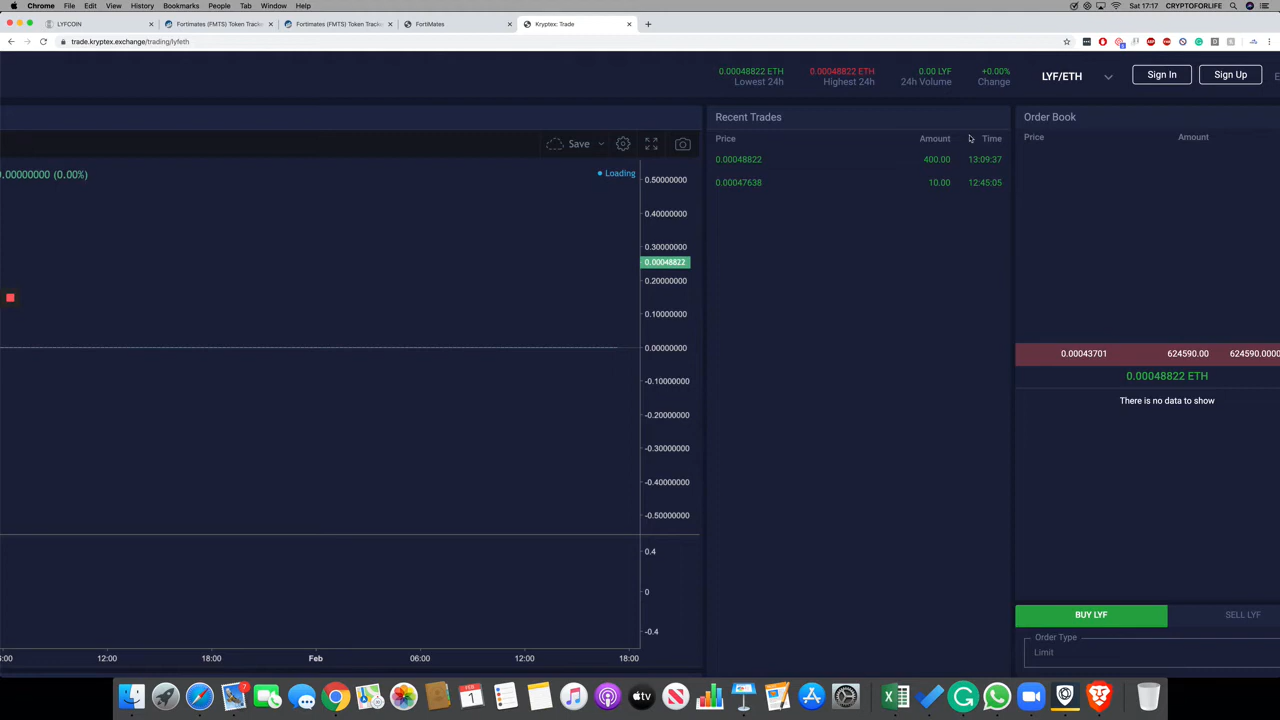 Chrome File Edit View History Bookmarks People Tab Window Help Sat 17:17 CRYPTOFORLIFE
LYFCOIN Fortimates (FMTS) Token Tracke Fortimates (FMTS) Token Tracke FortiMates Kryptex: Trade
trade.kryptex.exchange/trading/lyfeth
0.00048822 ETH 0.00048822 ETH 0.00 LYF +0.00%
Lowest 24h Highest 24h 24h Volume Change
LYF/ETH Sign In Sign Up
Recent Trades Order Book
Price Amount Time Price Amount
Save
0.00048822 400.00 13:09:37
0.00047638 10.00 12:45:05
0.00000000 (0.00%) Loading
0.50000000
0.40000000
0.30000000
0.00048822
0.20000000
0.10000000
0.00000000
-0.10000000
-0.20000000
-0.30000000
-0.40000000
-0.50000000
0.4
0
-0.4
0.00043701 624590.00 624590.0000
0.00048822 ETH
There is no data to show
BUY LYF SELL LYF
Order Type
Limit
:00 12:00 18:00 Feb 06:00 12:00 18:00
7
FEB
1